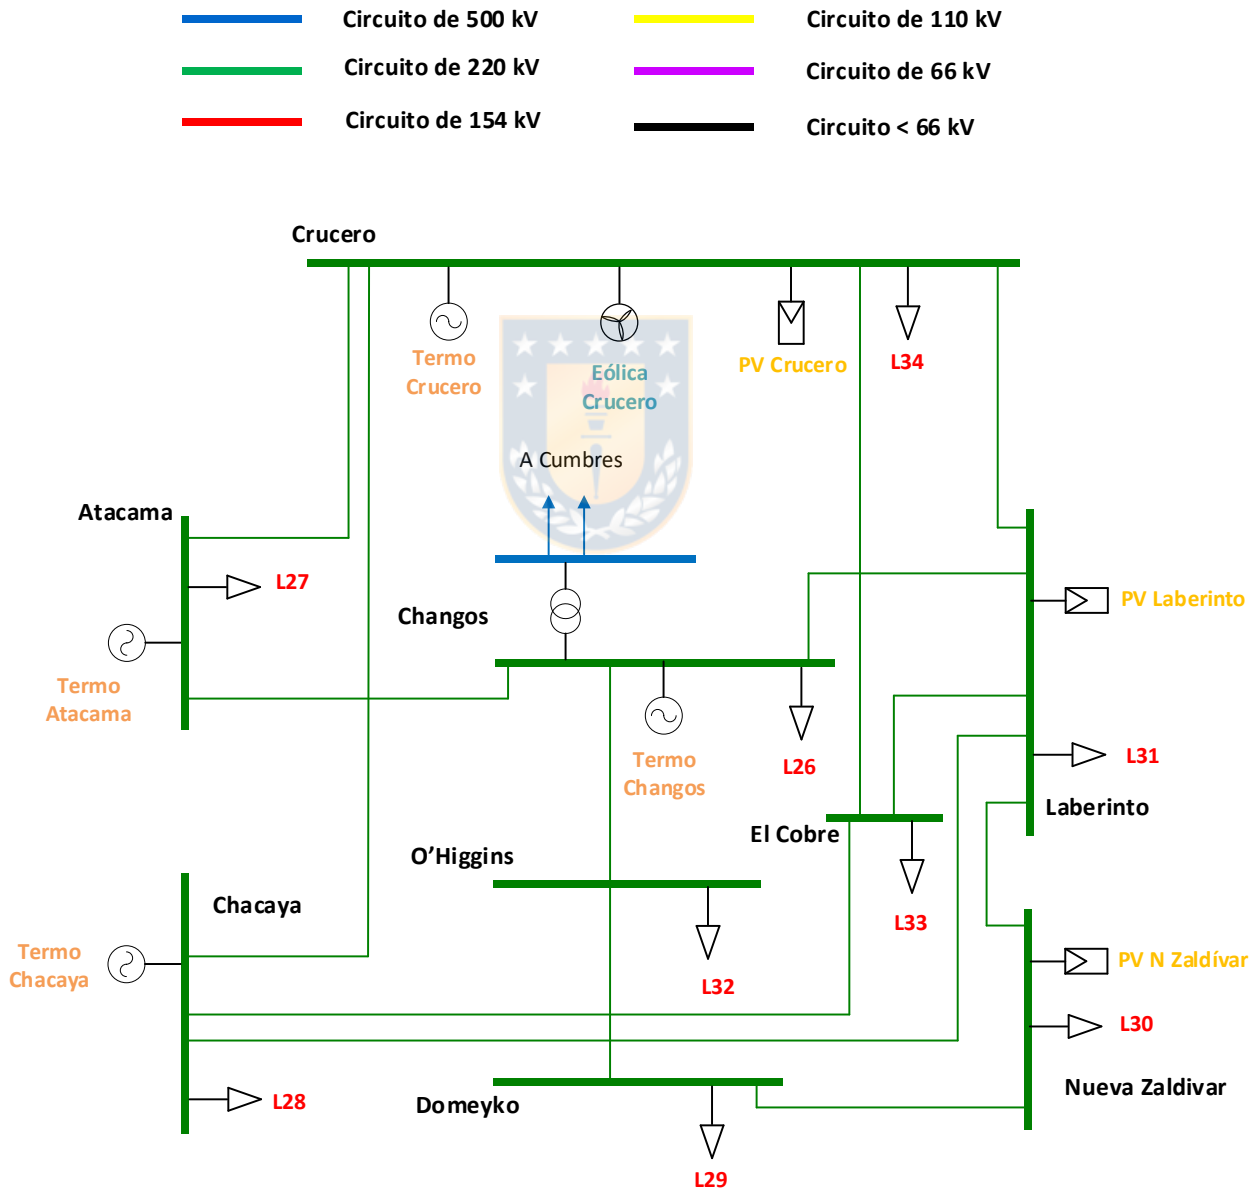 Circuito de 500 kV
Circuito de 110 kV
Circuito de 220 kV
Circuito de 66 kV
Circuito de 154 kV
Circuito < 66 kV
Crucero
Termo
Crucero
Eólica
Crucero
PV Crucero
L34
A Cumbres
Atacama
L27
Termo
Atacama
Changos
PV Laberinto
Termo
Changos
L26
L31
Laberinto
El Cobre
O’Higgins
L33
Chacaya
Termo
Chacaya
L32
PV N Zaldívar
L30
L28
Domeyko
Nueva Zaldivar
L29